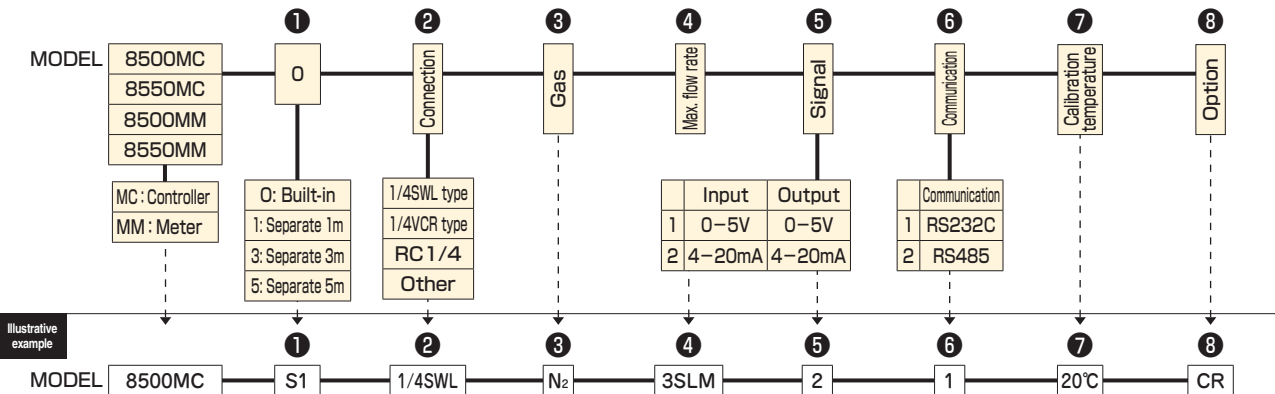 ❶ ❷ ❸ ❹ ❺ ❻ ❼ ❽
MODEL 8500MC 0 Connection Gas Max. flow rate Signal Communication Calibration temperature Option
8550MC
8500MM
8550MM
MC : Controller
MM : Meter
0: Built-in
1: Separate 1m
3: Separate 3m
5: Separate 5m
1/4SWL type
1/4VCR type
RC1/4
Other
Input Output
1 0−5V 0−5V
2 4−20mA 4−20mA
Communication
1 RS232C
2 RS485
Illustrative
example
❶ ❷ ❸ ❹ ❺ ❻ ❼ ❽
MODEL 8500MC S1 1/4SWL N2 3SLM 2 1 20℃ CR